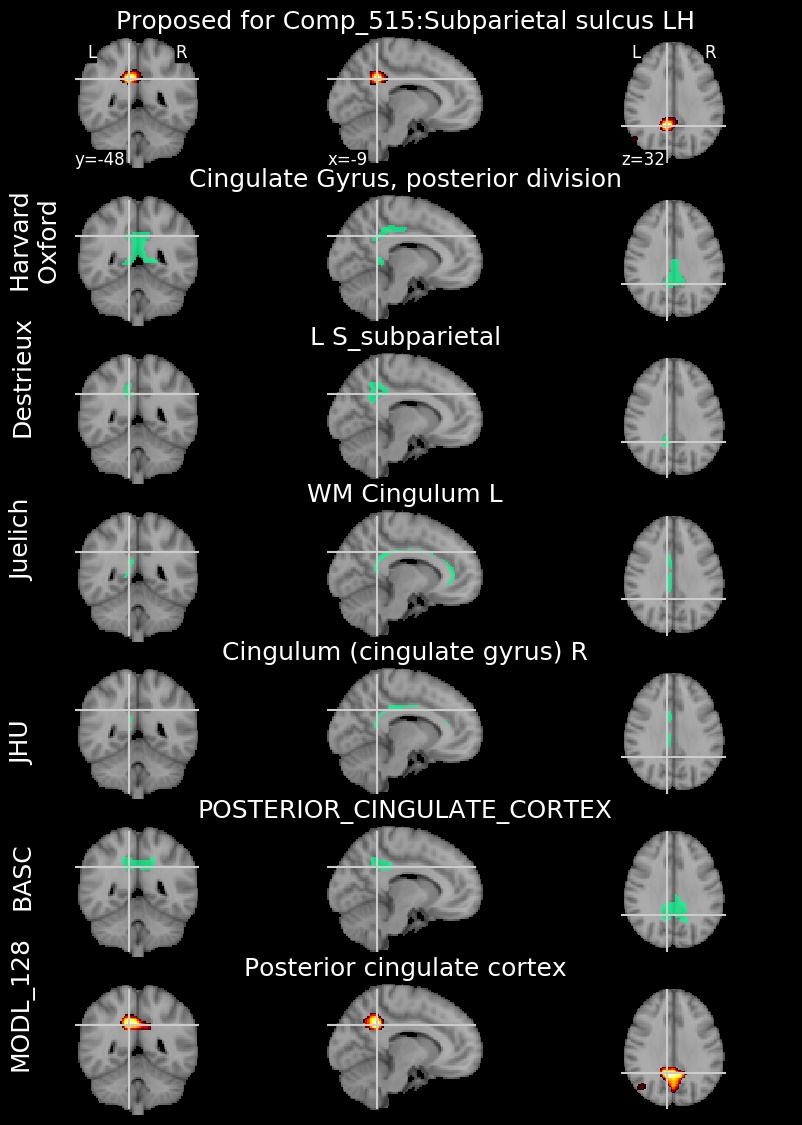 Proposed for Comp_515:Subparietal sulcus LH
L R L R
y=-48 x=-9 z=32
Cingulate Gyrus, posterior division
Harvard
Oxford
L S_subparietal
Destrieux
WM Cingulum L
Juelich
Cingulum (cingulate gyrus) R
JHU
POSTERIOR_CINGULATE_CORTEX
BASC
Posterior cingulate cortex
MODL_128